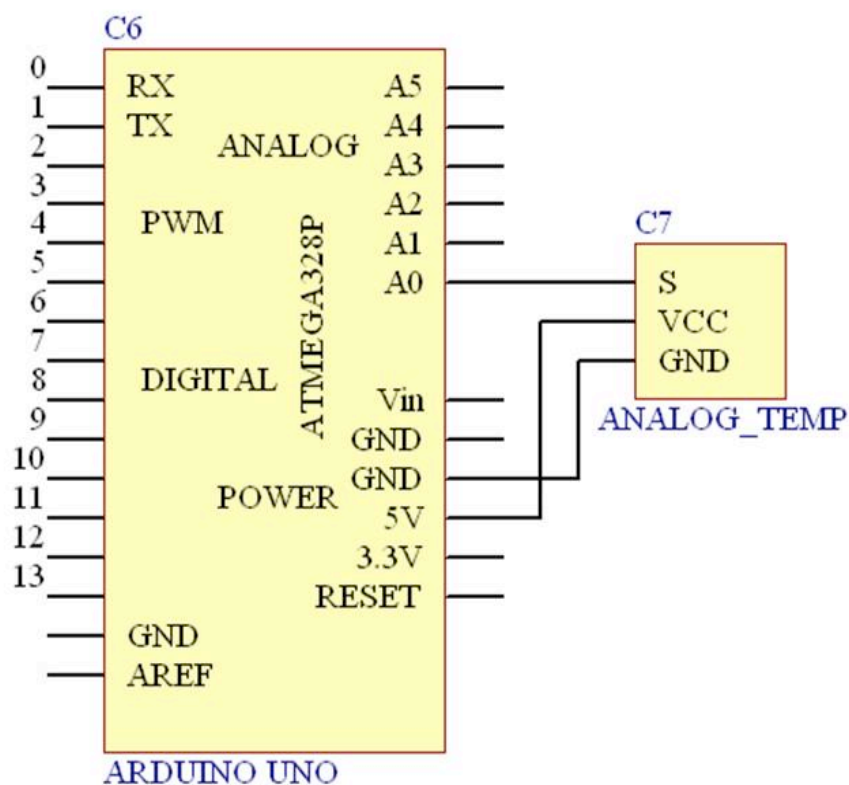 C6
0
RX
A5
1
TX
A4
2
ANALOG
A3
3
PWM
A2
4
A1
5
A0
6
7
8
DIGITAL
ATMEGA328P
Vin
9
GND
10
GND
11
POWER
5V
12
3.3V
13
RESET
GND
AREF
ARDUINO UNO
C7
S
VCC
GND
ANALOG_TEMP